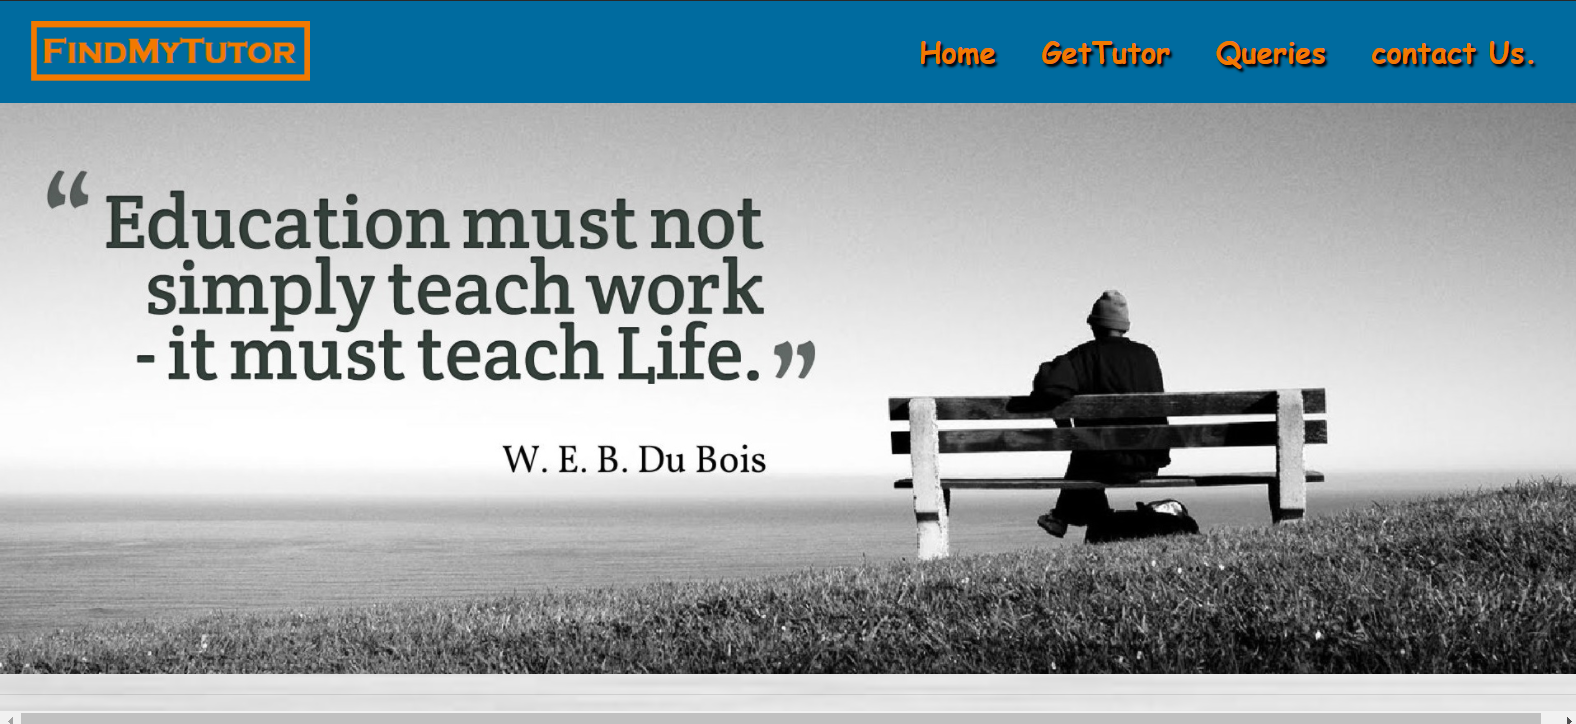 FINDMYTUTOR
Home GetTutor Queries contact Us.
“ Education must not
simply teach work
- it must teach Life. ”
W. E. B. Du Bois